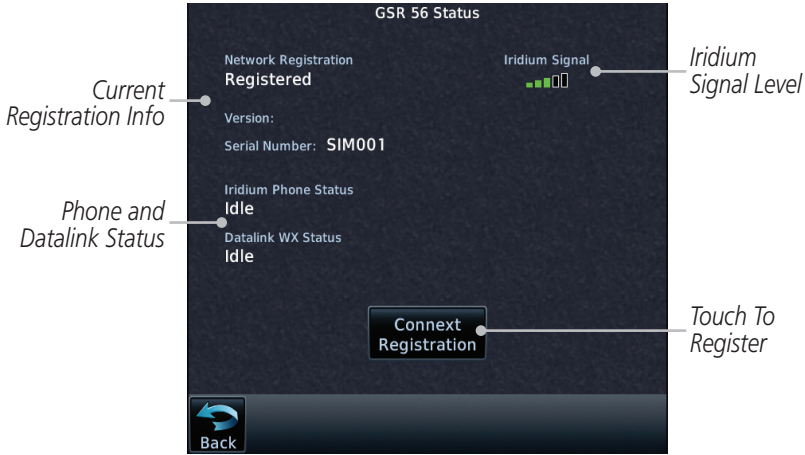 GSR 56 Status
Network Registration
Registered
Iridium Signal
Iridium
Signal Level
Current
Registration Info
Version:
Serial Number: SIM001
Iridium Phone Status
Idle
Phone and
Datalink Status
Datalink WX Status
Idle
Connext
Registration
Touch To
Register
Back